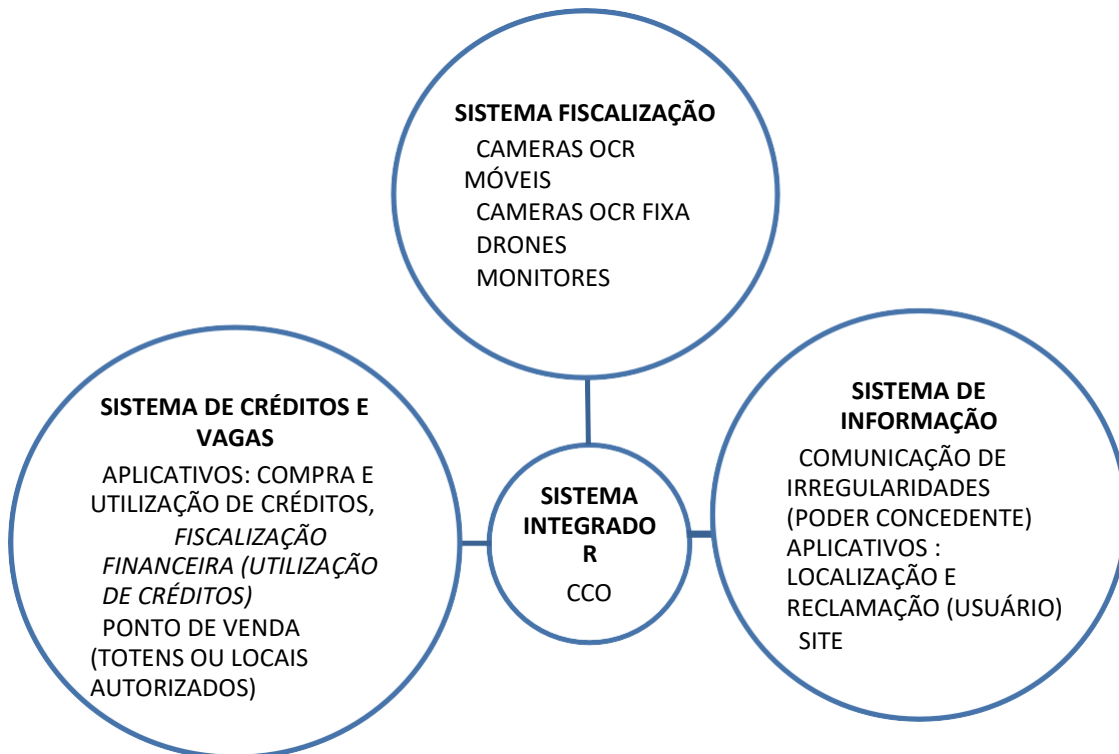 SISTEMA FISCALIZAÇÃO
CAMERAS OCR
MÓVEIS
CAMERAS OCR FIXA
DRONES
MONITORES
SISTEMA DE CRÉDITOS E
VAGAS
APLICATIVOS: COMPRA E
UTILIZAÇÃO DE CRÉDITOS,
FISCALIZAÇÃO
FINANCEIRA (UTILIZAÇÃO
DE CRÉDITOS)
PONTO DE VENDA
(TOTENS OU LOCAIS
AUTORIZADOS)
SISTEMA
INTEGRADO
R
CCO
SISTEMA DE
INFORMAÇÃO
COMUNICAÇÃO DE
IRREGULARIDADES
(PODER CONCEDENTE)
APLICATIVOS :
LOCALIZAÇÃO E
RECLAMAÇÃO (USUÁRIO)
SITE